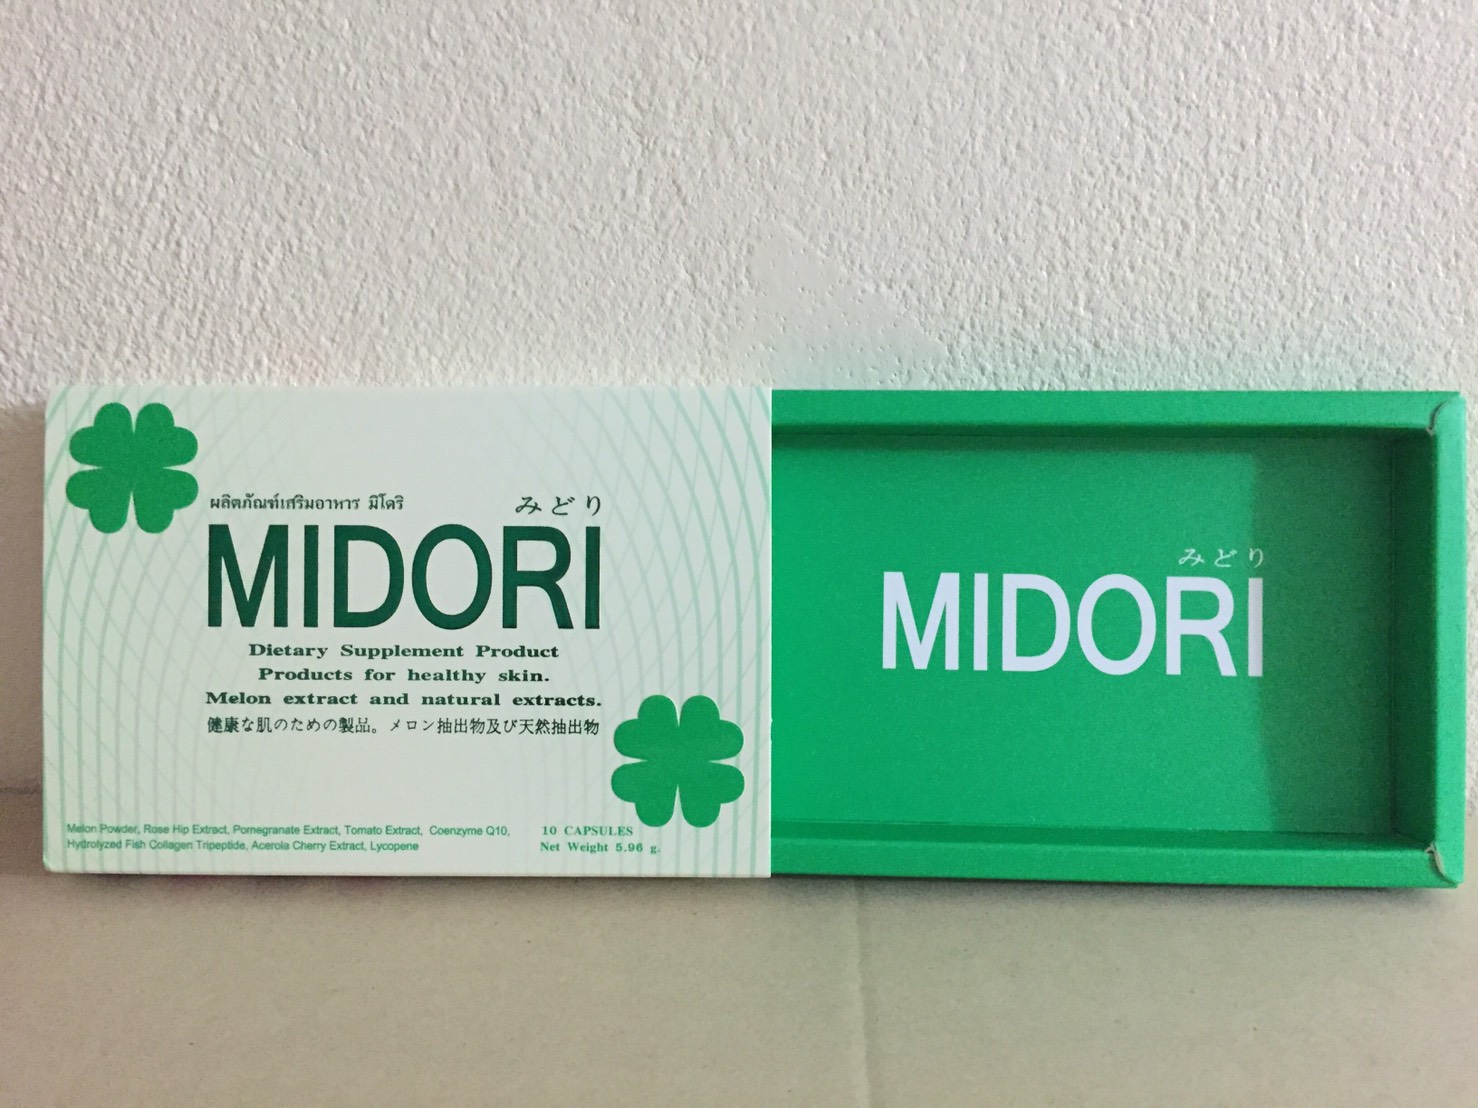 ผลิตภัณฑ์เสริมอาหาร มิโดริ
みどり
MIDORI
Dietary Supplement Product
Products for healthy skin.
Melon extract and natural extracts.
健康な肌のための製品。メロン抽出物及び天然抽出物
Melon Powder, Rose Hip Extract, Pomegranate Extract, Tomato Extract, Coenzyme Q10,
Hydrolyzed Fish Collagen Tripeptide, Acerola Cherry Extract, Lycopene
10 CAPSULES
Net Weight 5.96 g.
みどり
MIDORI